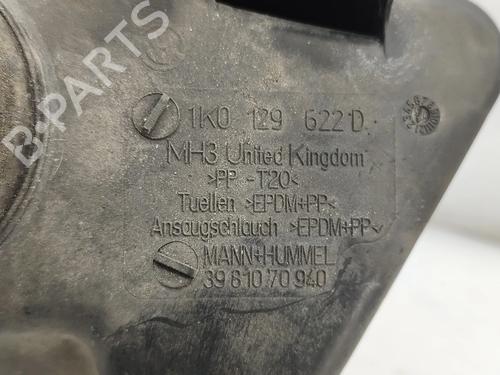 B-PARTS
1K0 129 622 D
MH3 United Kingdom
>PP -T20<
Tuellen >EPDM+PP<
Ansaugschlauch >EPDM+PP<
MANN+HUMMEL
39 810 70 940